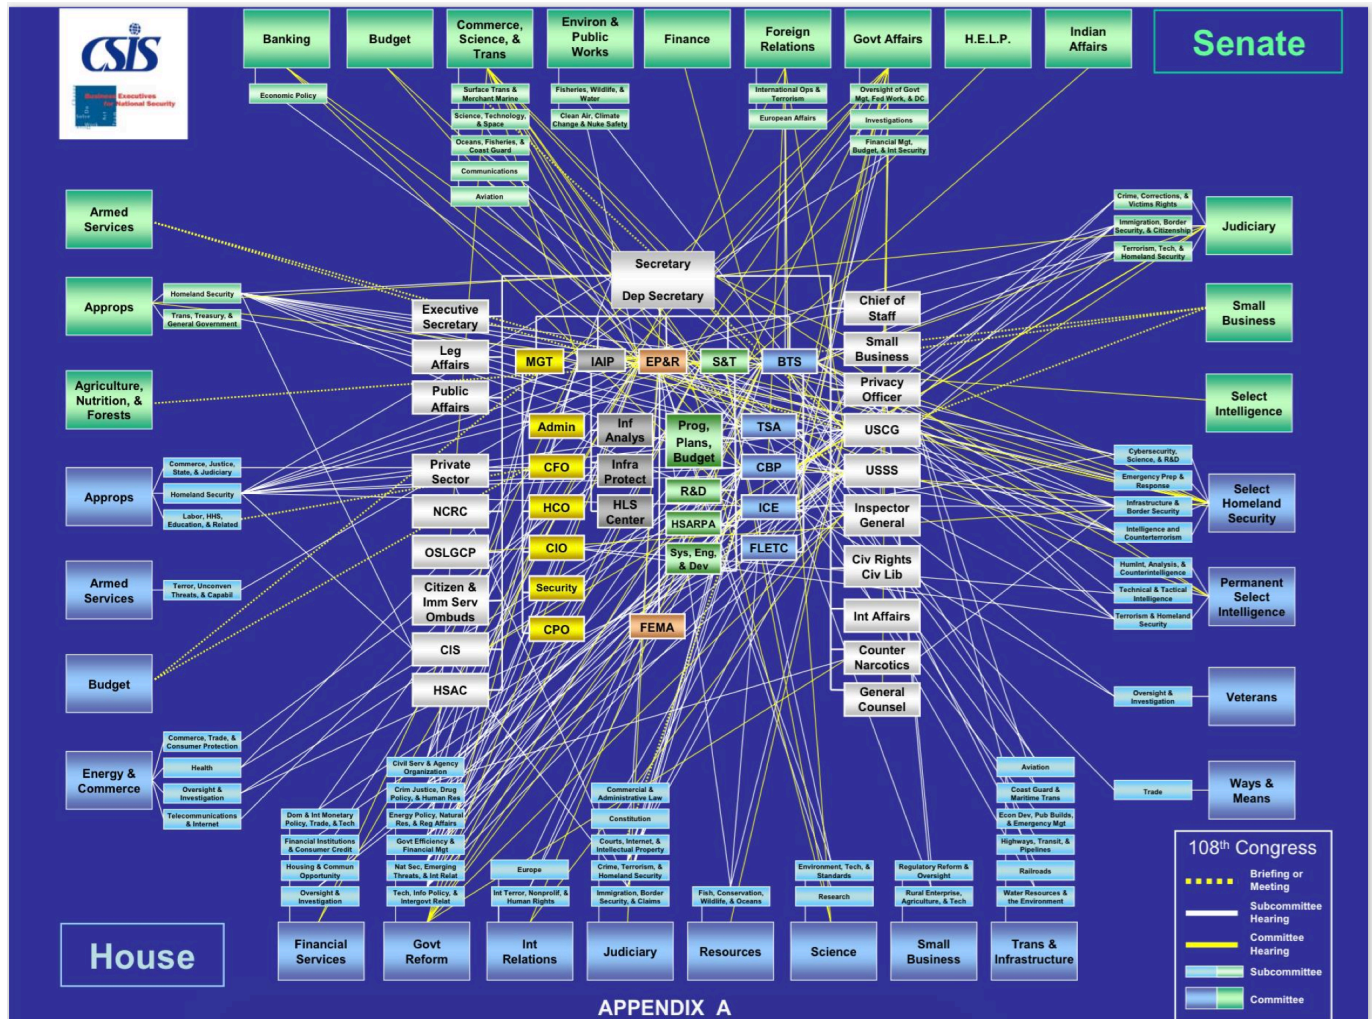 CSIS
Business Executives
for National Security
Banking
Budget
Commerce,
Science, &
Trans
Environ &
Public
Works
Finance
Foreign
Relations
Govt Affairs
H.E.L.P.
Indian
Affairs
Senate
Economic Policy
Surface Trans &
Merchant Marine
Science, Technology,
& Space
Oceans, Fisheries, &
Coast Guard
Communications
Aviation
Fisheries, Wildlife, &
Water
Clean Air, Climate
Change & Nuke Safety
International Ops &
Terrorism
European Affairs
Oversight of Govt
Mgt, Fed Work, & DC
Investigations
Financial Mgt,
Budget, & Int Security
Armed
Services
Approps
Homeland Security
Trans, Treasury, &
General Government
Agriculture,
Nutrition, &
Forests
Approps
Commerce, Justice,
State, & Judiciary
Homeland Security
Labor, HHS,
Education, & Related
Armed
Services
Terror, Unconven
Threats, & Capabil
Budget
Energy &
Commerce
Commerce, Trade, &
Consumer Protection
Health
Oversight &
Investigation
Telecommunications
& Internet
Secretary
Dep Secretary
Executive
Secretary
Leg
Affairs
Public
Affairs
Private
Sector
NCRC
OSLGCP
Citizen &
Imm Serv
Ombuds
CIS
HSAC
MGT
IAIP
EP&R
S&T
BTS
Admin
CFO
HCO
CIO
Security
CPO
Inf
Analys
Infra
Protect
HLS
Center
Prog,
Plans,
Budget
R&D
HSARPA
Sys, Eng,
& Dev
FEMA
TSA
CBP
ICE
FLETC
Chief of
Staff
Small
Business
Privacy
Officer
USCG
USSS
Inspector
General
Civ Rights
Civ Lib
Int Affairs
Counter
Narcotics
General
Counsel
Crime, Corrections, &
Victims Rights
Immigration, Border
Security, & Citizenship
Terrorism, Tech, &
Homeland Security
Judiciary
Small
Business
Select
Intelligence
Cybersecurity,
Science, & R&D
Emergency Prep &
Response
Infrastructure &
Border Security
Intelligence and
Counterterrorism
Select
Homeland
Security
HumInt, Analysis, &
Counterintelligence
Technical & Tactical
Intelligence
Terrorism & Homeland
Security
Permanent
Select
Intelligence
Oversight &
Investigation
Veterans
Trade
Ways &
Means
Dom & Int Monetary
Policy, Trade, & Tech
Financial Institutions
& Consumer Credit
Housing & Commun
Opportunity
Oversight &
Investigation
Civil Serv & Agency
Organization
Crim Justice, Drug
Policy, & Human Res
Energy Policy, Natural
Res, & Reg Affairs
Govt Efficiency &
Financial Mgt
Nat Sec, Emerging
Threats, & Int Relat
Tech, Info Policy, &
Intergovt Relat
Europe
Int Terror, Nonprolif, &
Human Rights
Commercial &
Administrative Law
Constitution
Courts, Internet, &
Intellectual Property
Crime, Terrorism, &
Homeland Security
Immigration, Border
Security, & Claims
Fish, Conservation,
Wildlife, & Oceans
Environment, Tech, &
Standards
Research
Regulatory Reform &
Oversight
Rural Enterprise,
Agriculture, & Tech
Aviation
Coast Guard &
Maritime Trans
Econ Dev, Pub Builds,
& Emergency Mgt
Highways, Transit, &
Pipelines
Railroads
Water Resources &
the Environment
House
Financial
Services
Govt
Reform
Int
Relations
Judiciary
Resources
Science
Small
Business
Trans &
Infrastructure
108th Congress
Briefing or
Meeting
Subcommittee
Hearing
Committee
Hearing
Subcommittee
Committee
APPENDIX A